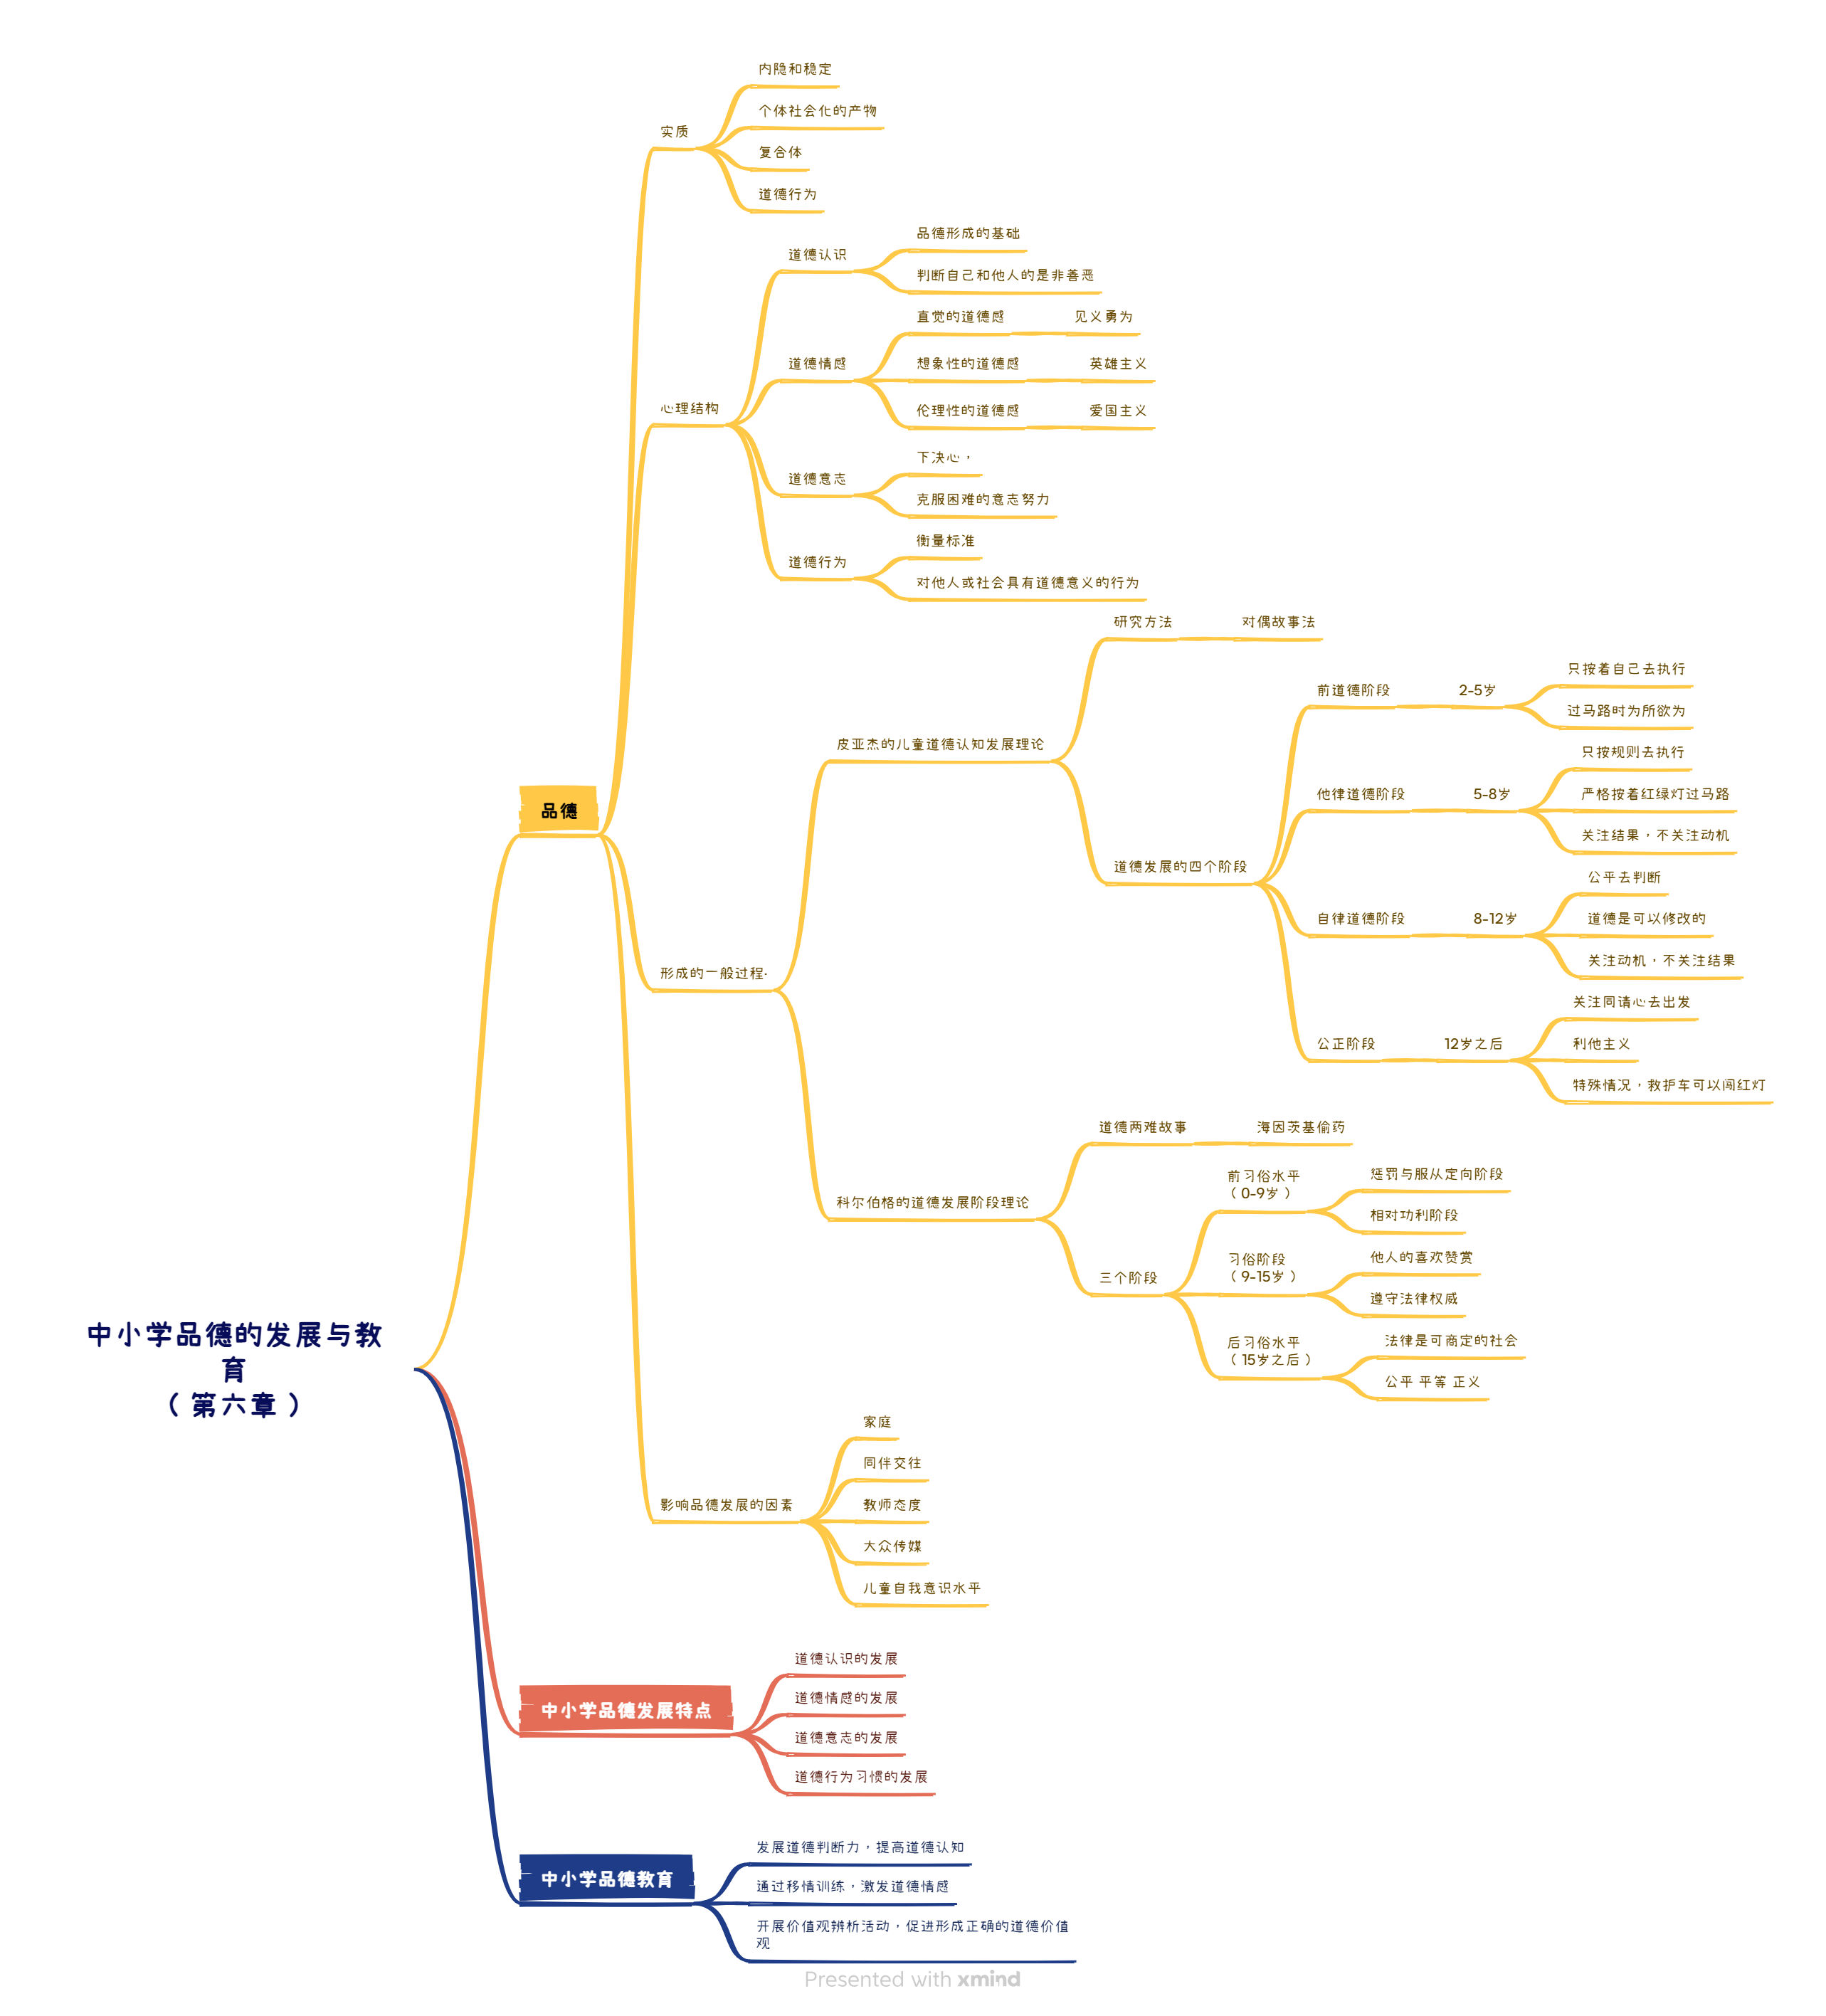 中小学品德的发展与教
育
（第六章）
品德
实质
内隐和稳定
个体社会化的产物
复合体
道德行为
心理结构
道德认识
品德形成的基础
判断自己和他人的是非善恶
道德情感
直觉的道德感
见义勇为
想象性的道德感
英雄主义
伦理性的道德感
爱国主义
道德意志
下决心，
克服困难的意志努力
道德行为
衡量标准
对他人或社会具有道德意义的行为
形成的一般过程·
皮亚杰的儿童道德认知发展理论
研究方法
对偶故事法
道德发展的四个阶段
前道德阶段
2-5岁
只按着自己去执行
过马路时为所欲为
他律道德阶段
5-8岁
只按规则去执行
严格按着红绿灯过马路
关注结果，不关注动机
自律道德阶段
8-12岁
公平去判断
道德是可以修改的
关注动机，不关注结果
公正阶段
12岁之后
关注同请心去出发
利他主义
特殊情况，救护车可以闯红灯
科尔伯格的道德发展阶段理论
道德两难故事
海因茨基偷药
三个阶段
前习俗水平
（0-9岁）
惩罚与服从定向阶段
相对功利阶段
习俗阶段
（9-15岁）
他人的喜欢赞赏
遵守法律权威
后习俗水平
（15岁之后）
法律是可商定的社会
公平 平等 正义
影响品德发展的因素
家庭
同伴交往
教师态度
大众传媒
儿童自我意识水平
中小学品德发展特点
道德认识的发展
道德情感的发展
道德意志的发展
道德行为习惯的发展
中小学品德教育
发展道德判断力，提高道德认知
通过移情训练，激发道德情感
开展价值观辨析活动，促进形成正确的道德价值
观
Presented with xmind